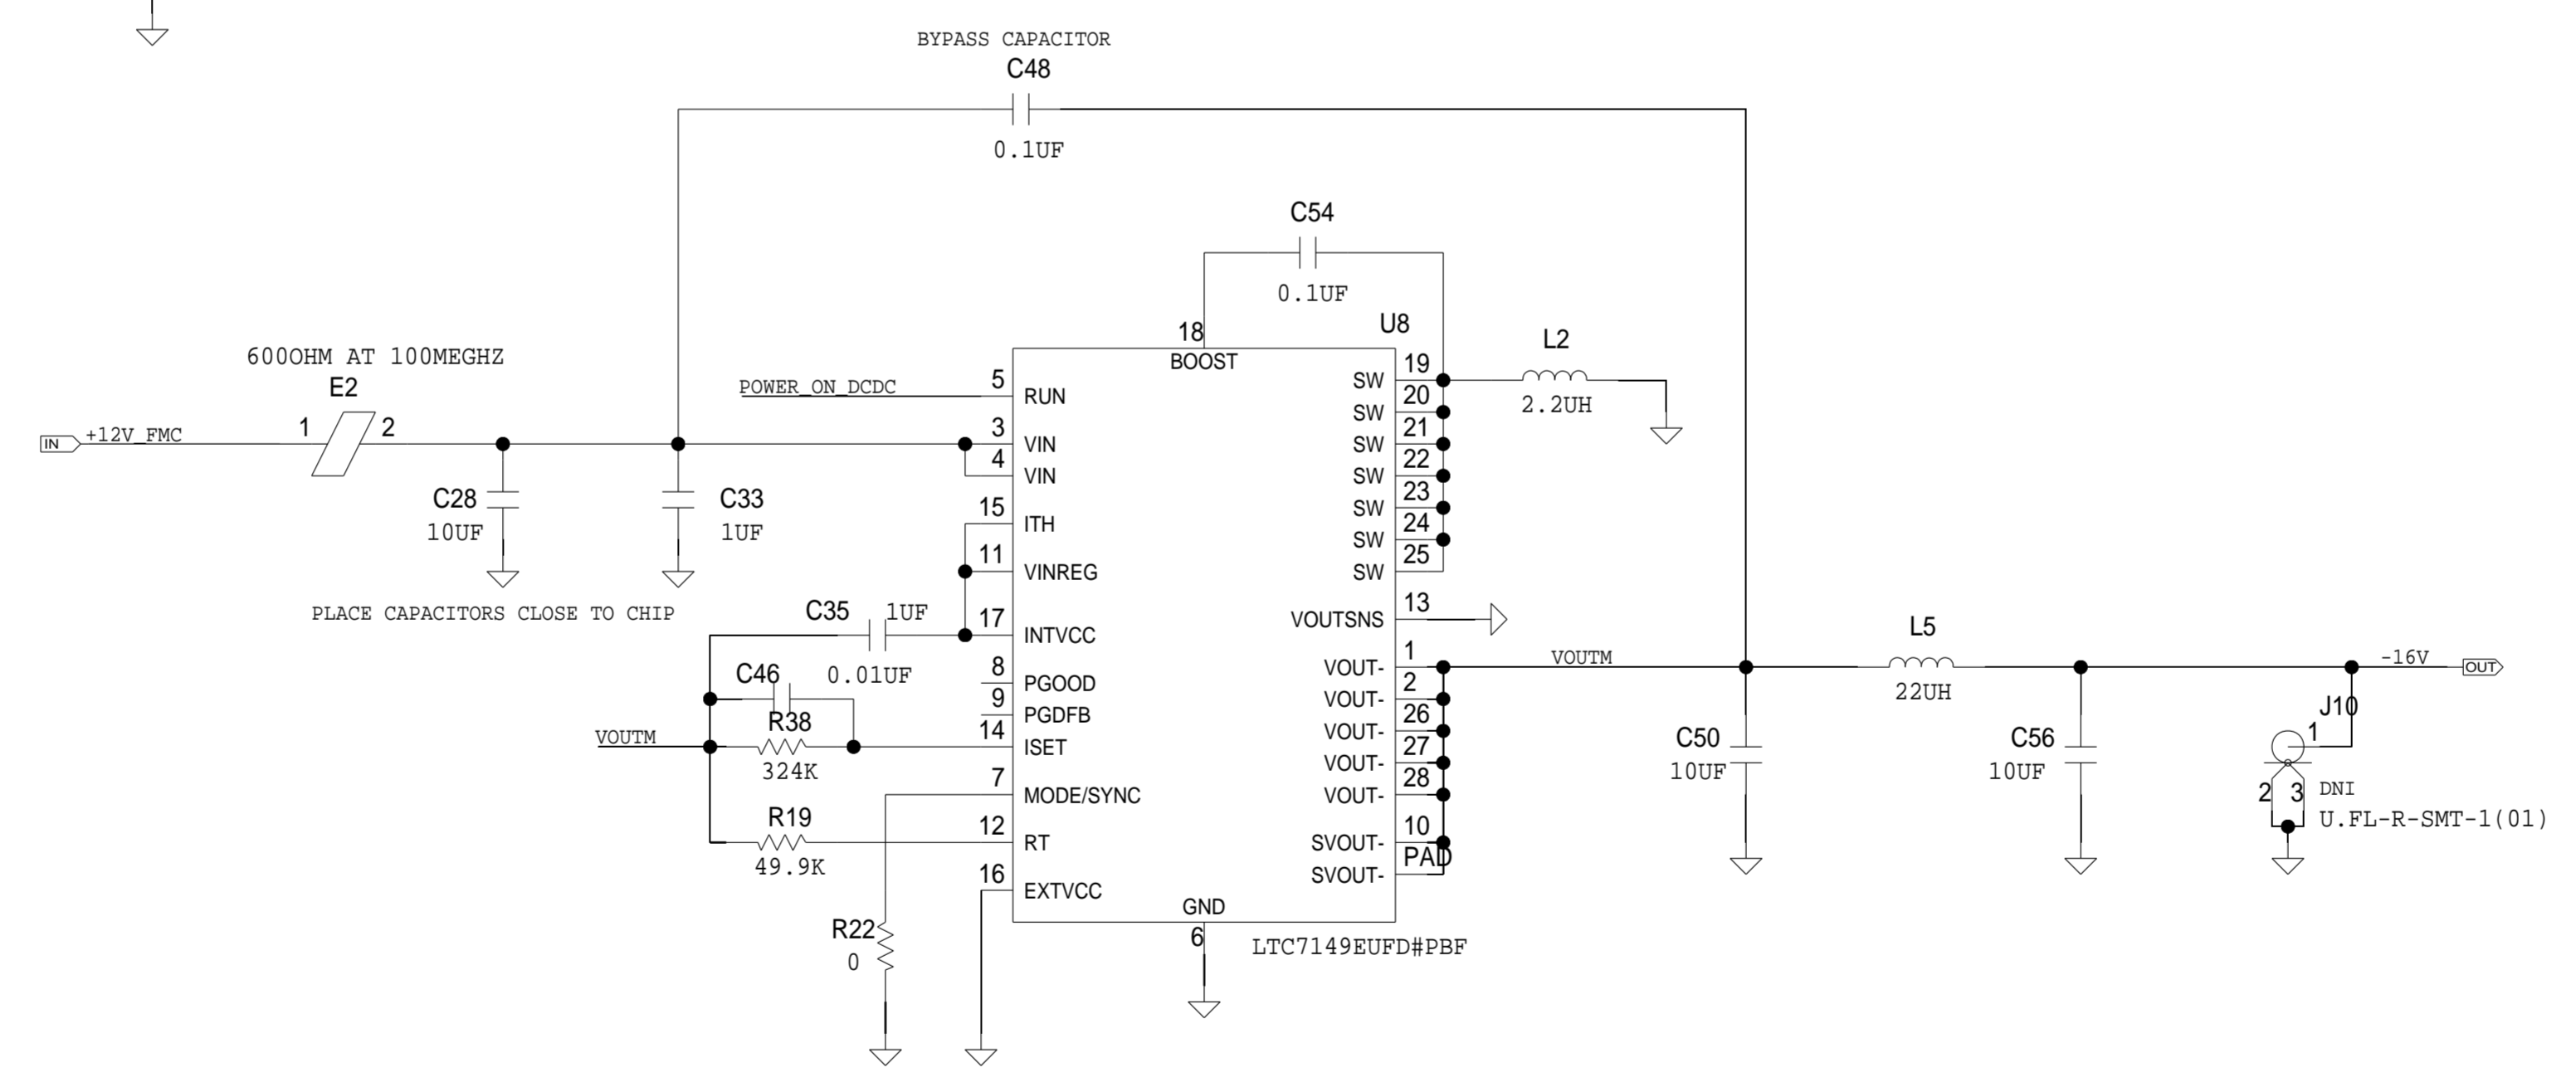 BYPASS CAPACITOR
C48
0.1UF
C54
0.1UF
U8
18
BOOST
L2
2.2UH
600OHM AT 100MEGHZ
E2
1
2
IN
+12V_FMC
C28
10UF
C33
1UF
PLACE CAPACITORS CLOSE TO CHIP
POWER_ON_DCDC
5
RUN
3
VIN
4
VIN
15
ITH
11
VINREG
17
INTVCC
8
PGOOD
9
PGDFB
14
ISET
7
MODE/SYNC
12
RT
16
EXTVCC
C35
1UF
C46
0.01UF
R38
324K
VOUTM
R19
49.9K
R22
0
GND
6
LTC7149EUFD#PBF
SW
19
SW
20
SW
21
SW
22
SW
23
SW
24
SW
25
VOUTSNS
13
VOUT-
1
VOUT-
2
VOUT-
26
VOUT-
27
VOUT-
28
SVOUT-
10
SVOUT-
PAD
VOUTM
L5
22UH
C50
10UF
C56
10UF
-16V
OUT
J10
1
2
3
DNI
U.FL-R-SMT-1(01)